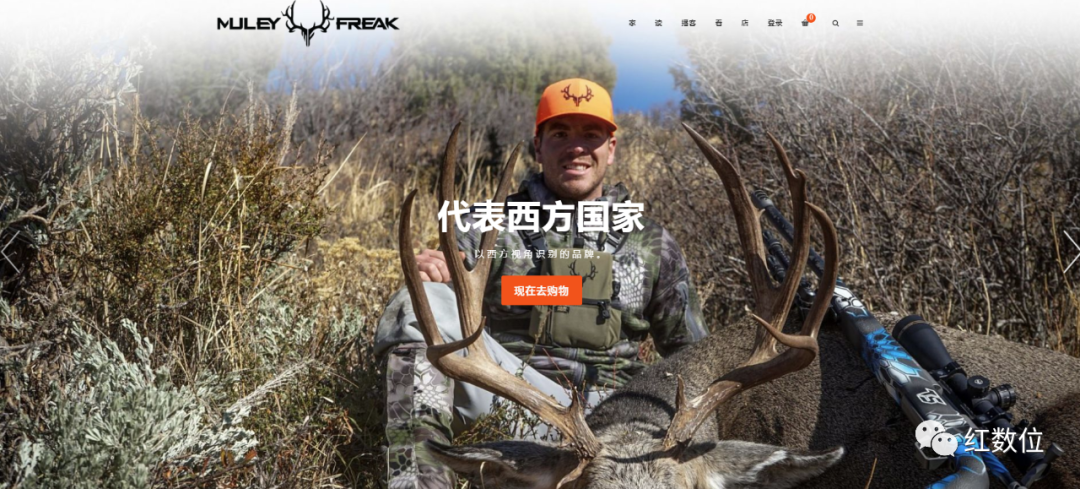 MULEY FREAK
家 读 播客 看 店 登录 0
代表西方国家
以西方视角识别的品牌。
现在去购物
红数位